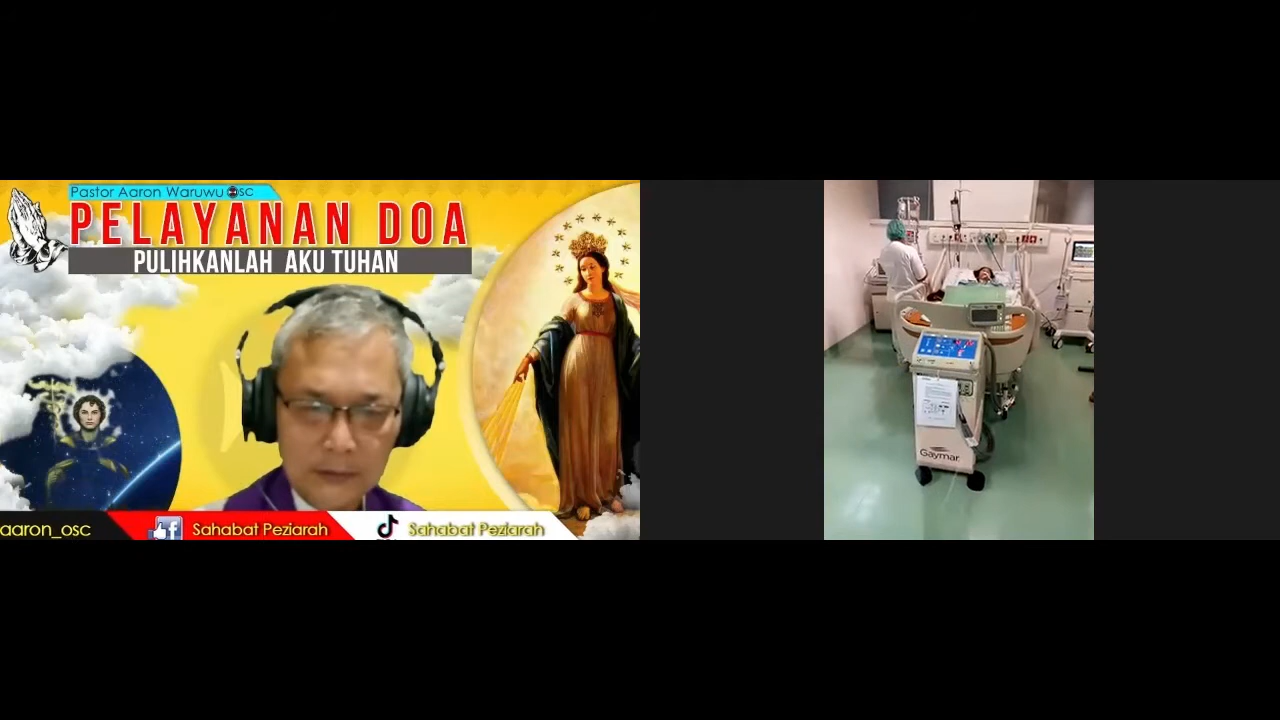 Pastor Aaron Waruwu OSC
PELAYANAN DOA
PULIHKANLAH AKU TUHAN
aaron_osc
Sahabat Peziarah
Sahabat Peziarah
Gaymar